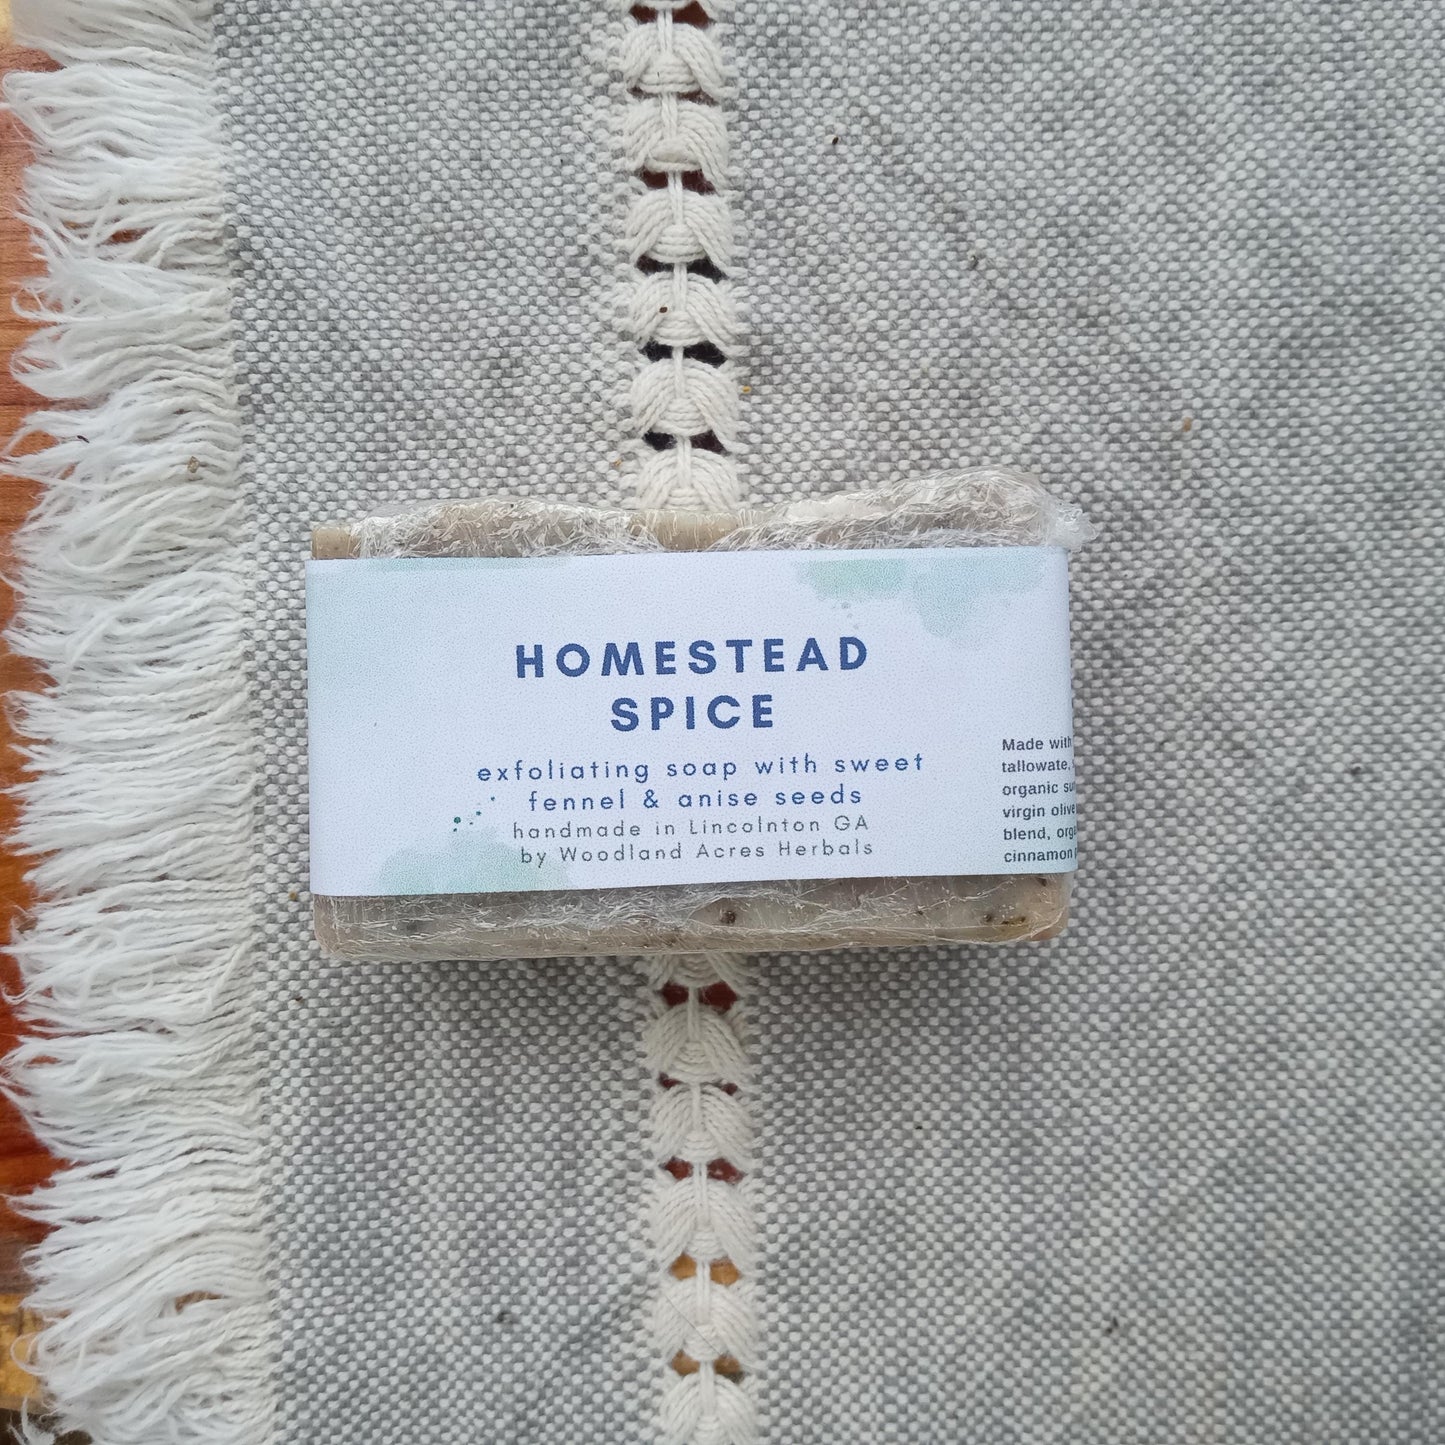 HOMESTEAD
SPICE
exfoliating soap with sweet
fennel & anise seeds
handmade in Lincolnton GA
by Woodland Acres Herbals
Made with
tallowate,
organic
virgin olive
blend,
cinnamon